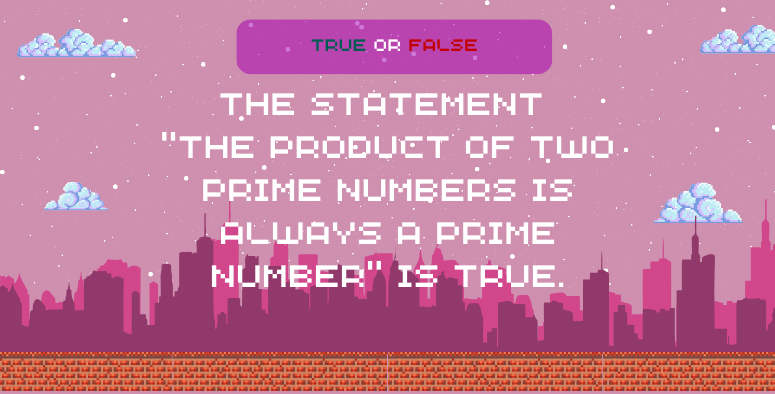 TRUE OR FALSE
THE STATEMENT
"THE PRODUCT OF TWO
PRIME NUMBERS IS
ALWAYS A PRIME
NUMBER" IS TRUE.